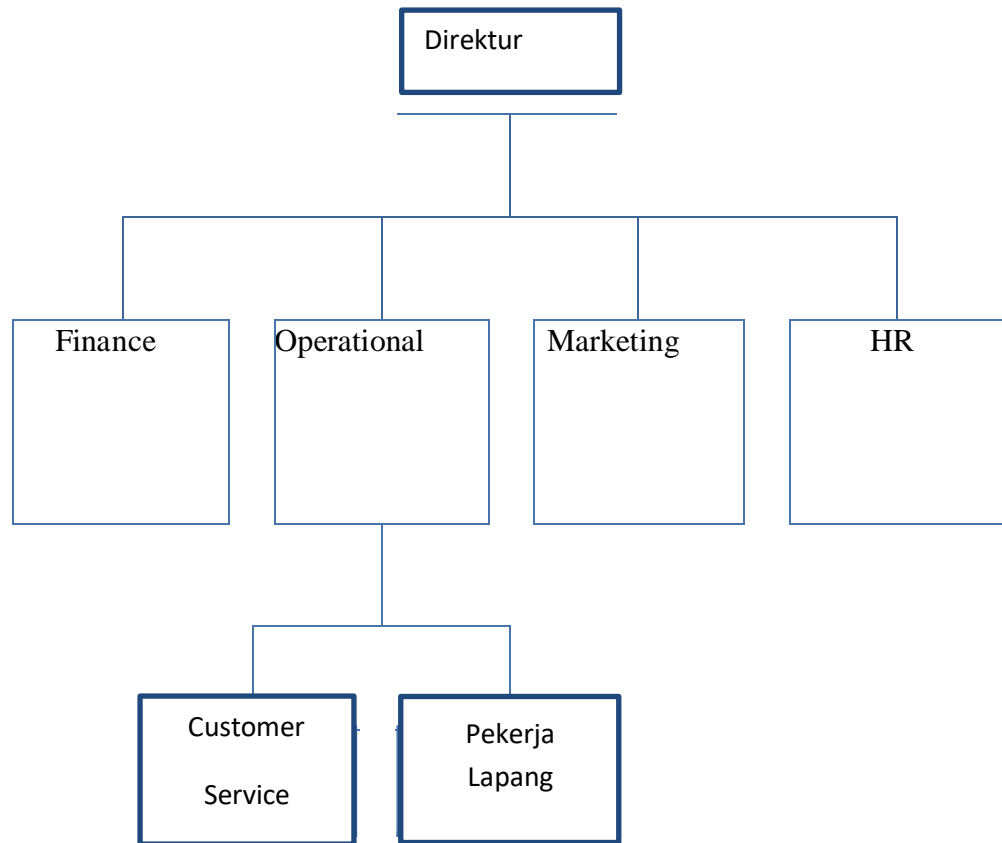 Direktur
Finance
Operational
Marketing
HR
Customer
Service
Pekerja
Lapang